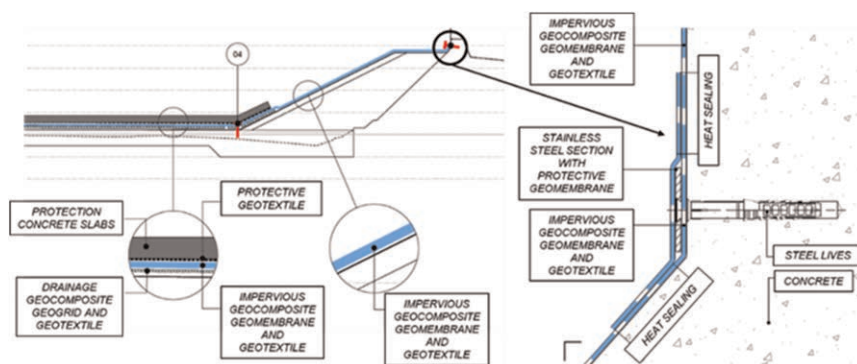 04
PROTECTION
CONCRETE SLABS
PROTECTIVE
GEOTEXTILE
DRAINAGE
GEOCOMPOSITE
GEOGRID AND
GEOTEXTILE
IMPERVIOUS
GEOCOMPOSITE
GEOMEMBRANE
AND
GEOTEXTILE
IMPERVIOUS
GEOCOMPOSITE
GEOMEMBRANE
AND
GEOTEXTILE
IMPERVIOUS
GEOCOMPOSITE
GEOMEMBRANE
AND
GEOTEXTILE
HEAT SEALING
STAINLESS
STEEL SECTION
WITH
PROTECTIVE
GEOMEMBRANE
IMPERVIOUS
GEOCOMPOSITE
GEOMEMBRANE
AND
GEOTEXTILE
STEEL LIVES
CONCRETE
HEAT SEALING